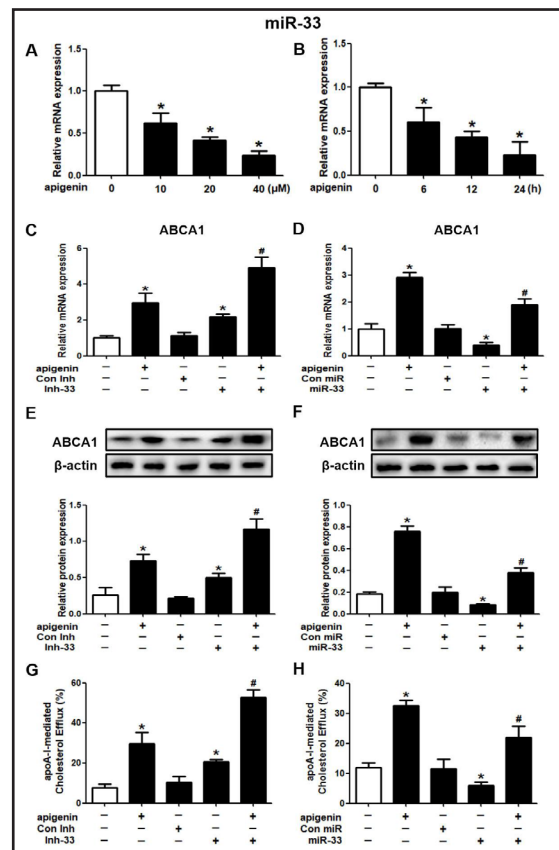 miR-33
A
Relative mRNA expression
1.5
1.0
0.5
0.0
* * *
apigenin 0 10 20 40 (μM)
B
Relative mRNA expression
1.5
1.0
0.5
0.0
* * *
apigenin 0 6 12 24 (h)
C
ABCA1
Relative mRNA expression
6
4
2
0
* * #
apigenin – + – – +
Con Inh – – + – –
Inh-33 – – – + +
D
ABCA1
Relative mRNA expression
4
3
2
1
0
* * #
apigenin – + – – +
Con miR – – + – –
miR-33 – – – + +
E
ABCA1
β-actin
Relative protein expression
1.5
1.0
0.5
0.0
* * #
apigenin – + – – +
Con Inh – – + – –
Inh-33 – – – + +
F
ABCA1
β-actin
Relative protein expression
1.0
0.8
0.6
0.4
0.2
0.0
* * #
apigenin – + – – +
Con miR – – + – –
miR-33 – – – + +
G
apoA-I-mediated
Cholesterol Efflux (%)
60
40
20
0
* * #
apigenin – + – – +
Con Inh – – + – –
Inh-33 – – – + +
H
apoA-I-mediated
Cholesterol Efflux (%)
40
30
20
10
0
* * #
apigenin – + – – +
Con miR – – + – –
miR-33 – – – + +